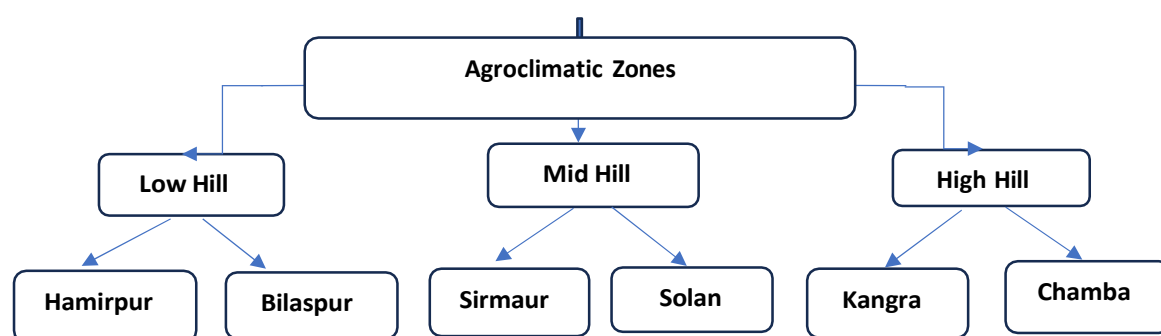 Agroclimatic Zones
Low Hill
Mid Hill
High Hill
Hamirpur
Bilaspur
Sirmaur
Solan
Kangra
Chamba